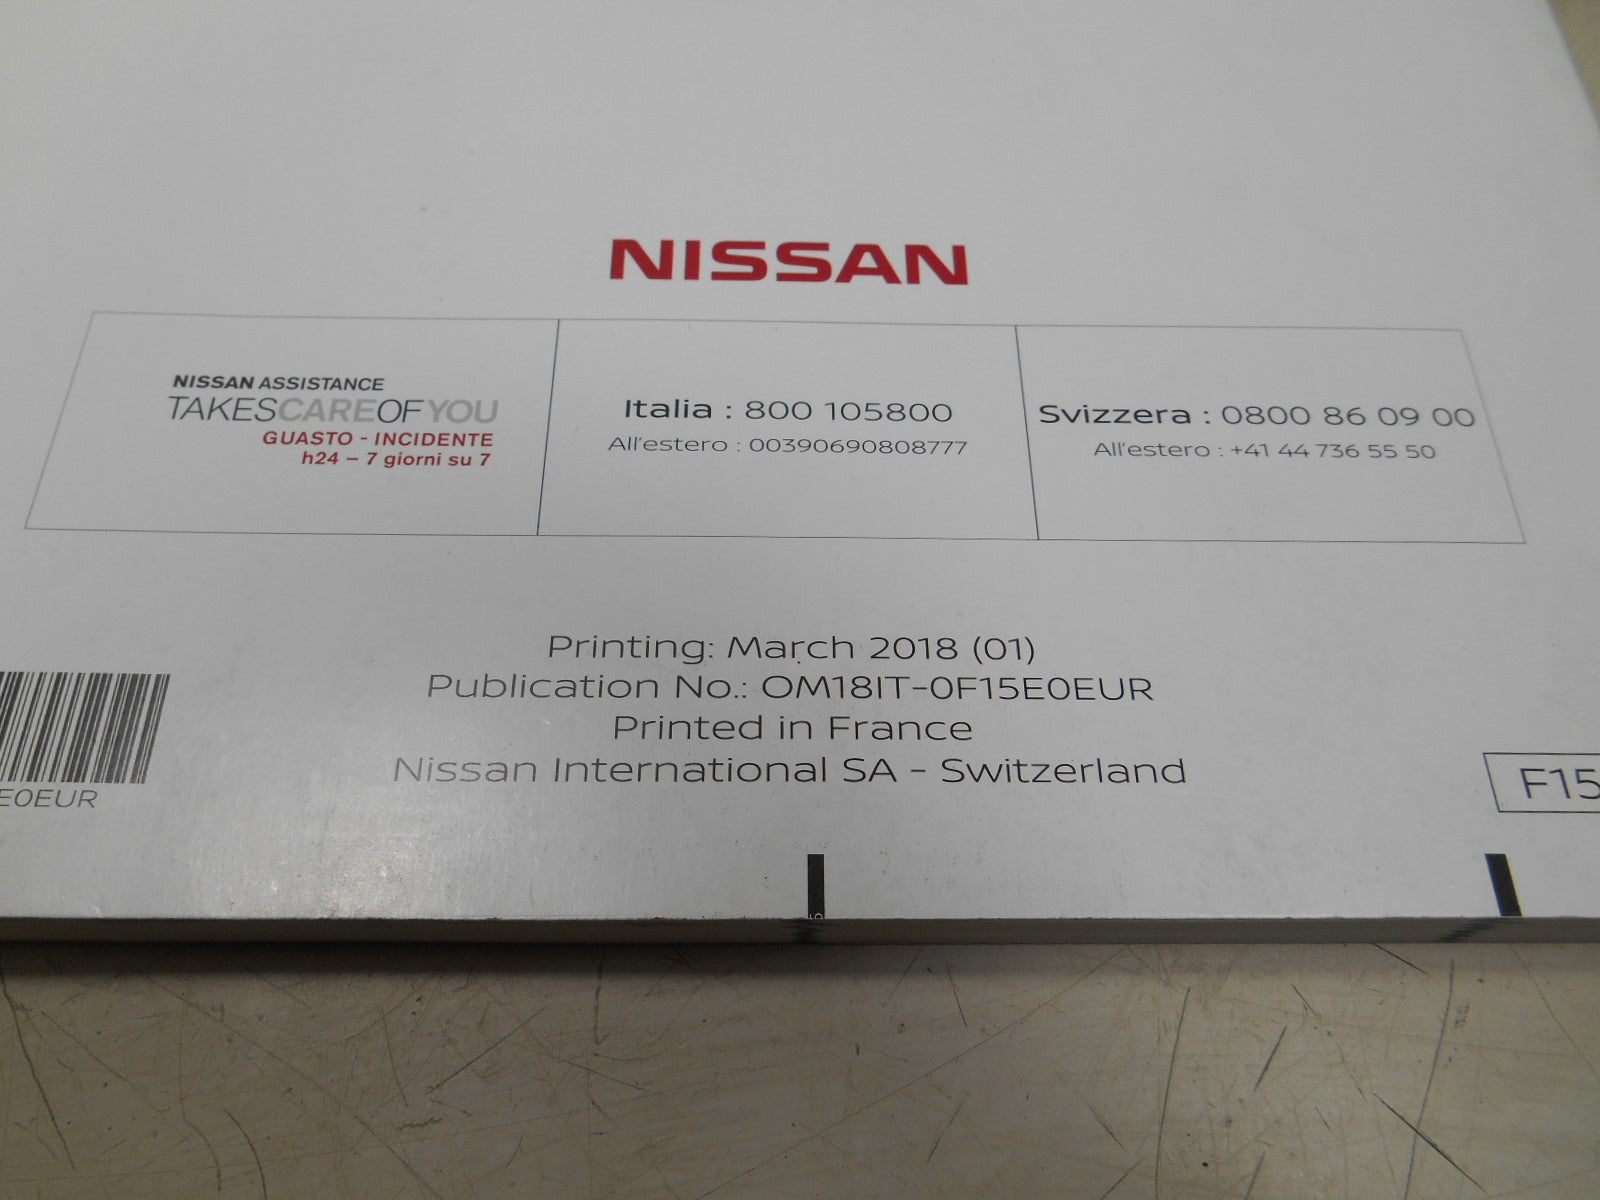 NISSAN
NISSAN ASSISTANCE
TAKESCAREOFYOU
GUASTO - INCIDENTE
h24 – 7 giorni su 7
Italia : 800 105800
All'estero : 00390690808777
Svizzera : 0800 86 09 00
All'estero : +41 44 736 55 50
Printing: March 2018 (01)
Publication No.: OM18IT-0F15E0EUR
Printed in France
Nissan International SA - Switzerland
E0EUR
F15